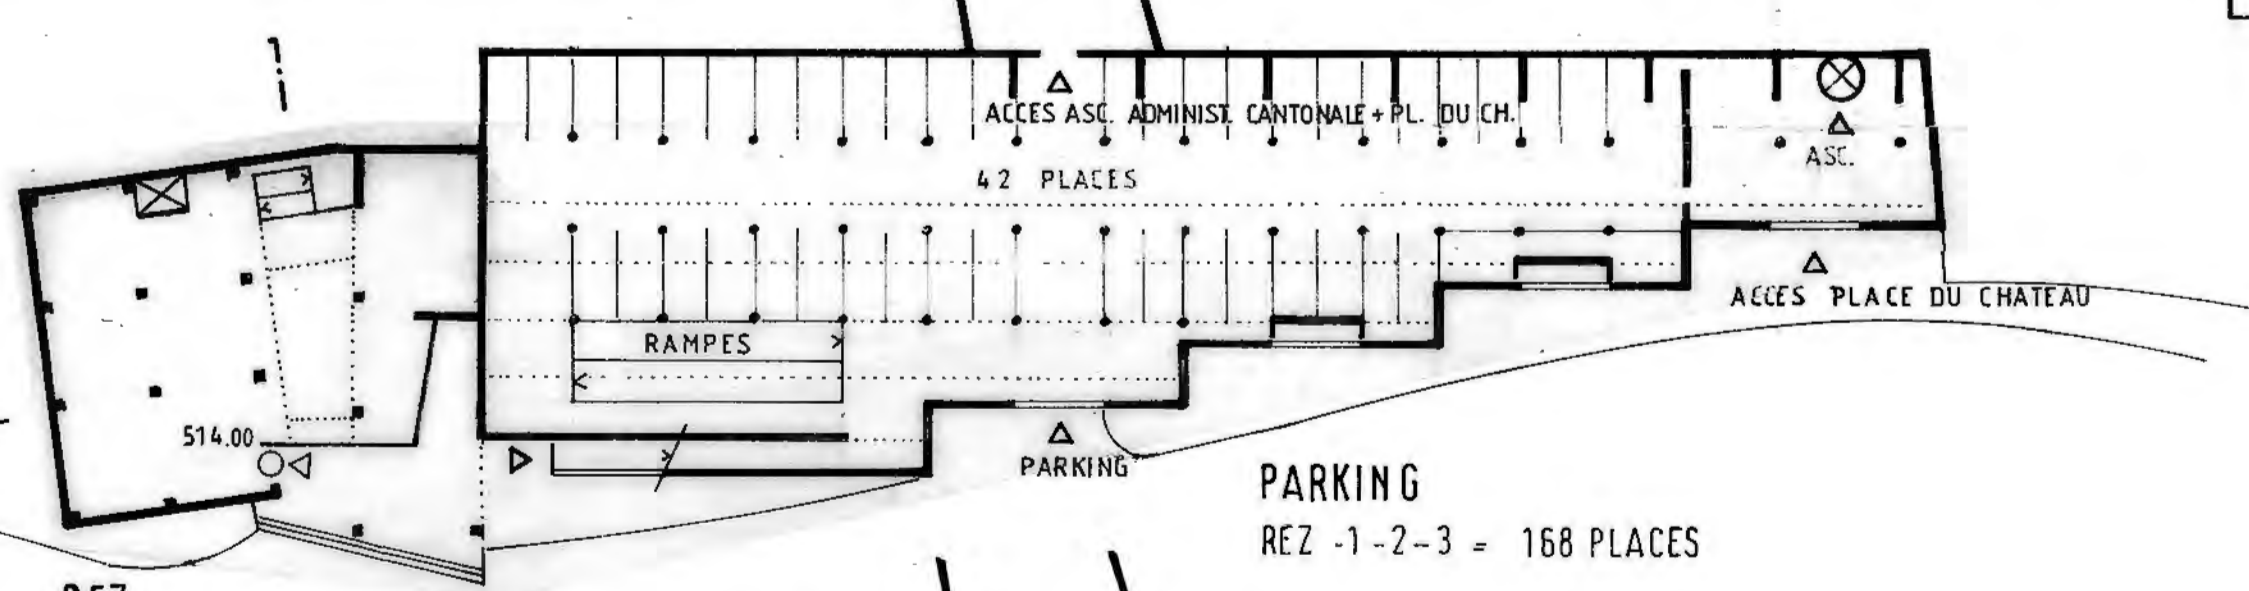 ACCES ASC. ADMINIST. CANTONALE + PL. DU CH.
42 PLACES
ASC.
ACCES PLACE DU CHATEAU
RAMPES
514.00
PARKING
PARKING
REZ -1-2-3 = 168 PLACES